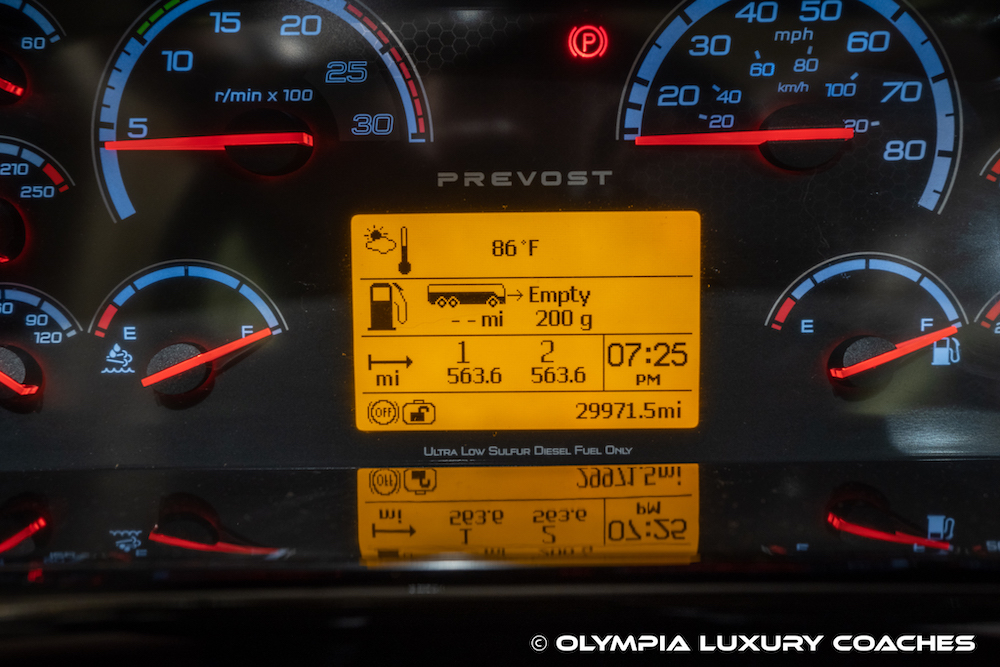 60
15 20
10 25
r/min x 100
5 30
P
40 50
mph
30 60
60 80
km/h
20 40 100 70
20 120
80
PREVOST
210
250
86°F
Empty
--mi 200 g
1 2
mi 563.6 563.6
07:25
PM
OFF
29971.5mi
E F
E F
90
120
ULTRA LOW SULFUR DIESEL FUEL ONLY
© OLYMPIA LUXURY COACHES